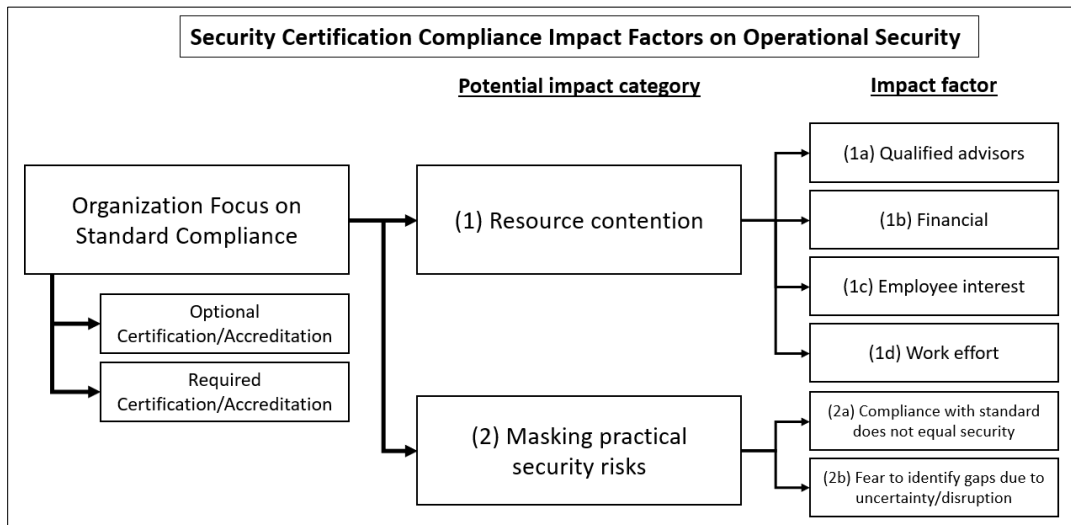 Security Certification Compliance Impact Factors on Operational Security
Potential impact category
Impact factor
Organization Focus on
Standard Compliance
Optional
Certification/Accreditation
Required
Certification/Accreditation
(1) Resource contention
(1a) Qualified advisors
(1b) Financial
(1c) Employee interest
(1d) Work effort
(2) Masking practical
security risks
(2a) Compliance with standard
does not equal security
(2b) Fear to identify gaps due to
uncertainty/disruption